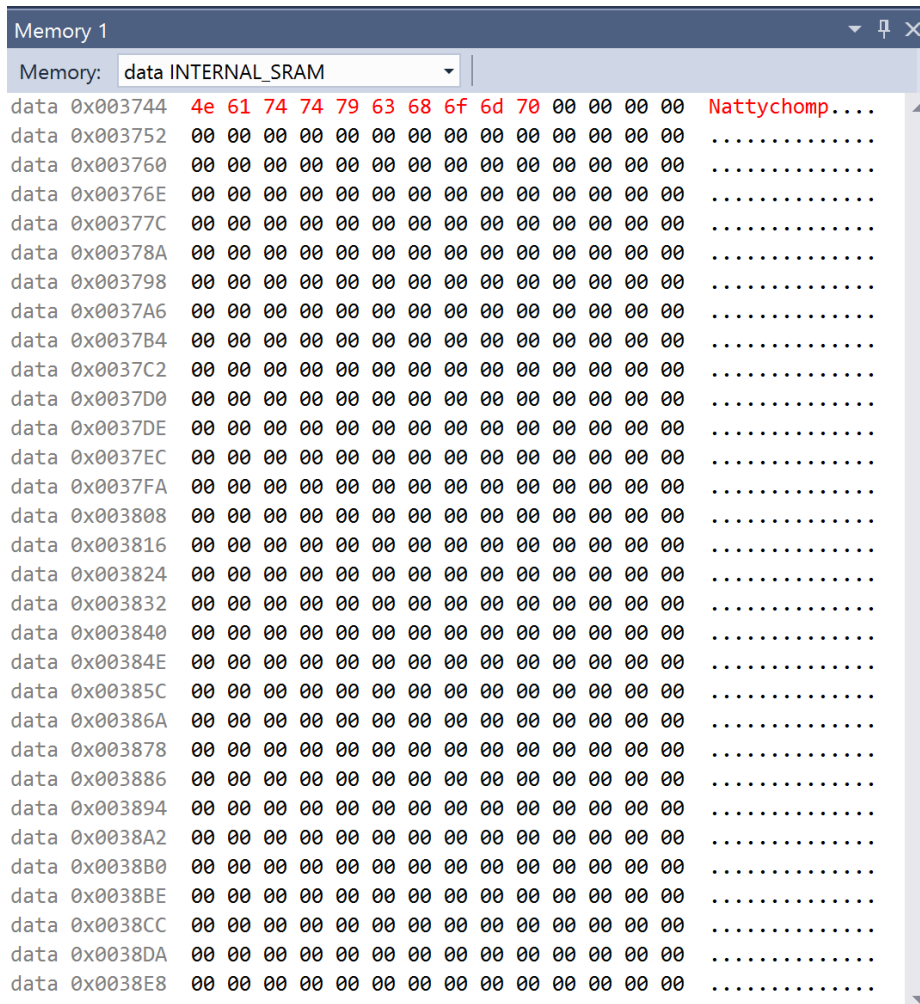 Memory 1
Memory: data INTERNAL_SRAM
data 0x003744 4e 61 74 74 79 63 68 6f 6d 70 00 00 00 00 Nattychomp....
data 0x003752 00 00 00 00 00 00 00 00 00 00 00 00 00 00 ..............
data 0x003760 00 00 00 00 00 00 00 00 00 00 00 00 00 00 ..............
data 0x00376E 00 00 00 00 00 00 00 00 00 00 00 00 00 00 ..............
data 0x00377C 00 00 00 00 00 00 00 00 00 00 00 00 00 00 ..............
data 0x00378A 00 00 00 00 00 00 00 00 00 00 00 00 00 00 ..............
data 0x003798 00 00 00 00 00 00 00 00 00 00 00 00 00 00 ..............
data 0x0037A6 00 00 00 00 00 00 00 00 00 00 00 00 00 00 ..............
data 0x0037B4 00 00 00 00 00 00 00 00 00 00 00 00 00 00 ..............
data 0x0037C2 00 00 00 00 00 00 00 00 00 00 00 00 00 00 ..............
data 0x0037D0 00 00 00 00 00 00 00 00 00 00 00 00 00 00 ..............
data 0x0037DE 00 00 00 00 00 00 00 00 00 00 00 00 00 00 ..............
data 0x0037EC 00 00 00 00 00 00 00 00 00 00 00 00 00 00 ..............
data 0x0037FA 00 00 00 00 00 00 00 00 00 00 00 00 00 00 ..............
data 0x003808 00 00 00 00 00 00 00 00 00 00 00 00 00 00 ..............
data 0x003816 00 00 00 00 00 00 00 00 00 00 00 00 00 00 ..............
data 0x003824 00 00 00 00 00 00 00 00 00 00 00 00 00 00 ..............
data 0x003832 00 00 00 00 00 00 00 00 00 00 00 00 00 00 ..............
data 0x003840 00 00 00 00 00 00 00 00 00 00 00 00 00 00 ..............
data 0x00384E 00 00 00 00 00 00 00 00 00 00 00 00 00 00 ..............
data 0x00385C 00 00 00 00 00 00 00 00 00 00 00 00 00 00 ..............
data 0x00386A 00 00 00 00 00 00 00 00 00 00 00 00 00 00 ..............
data 0x003878 00 00 00 00 00 00 00 00 00 00 00 00 00 00 ..............
data 0x003886 00 00 00 00 00 00 00 00 00 00 00 00 00 00 ..............
data 0x003894 00 00 00 00 00 00 00 00 00 00 00 00 00 00 ..............
data 0x0038A2 00 00 00 00 00 00 00 00 00 00 00 00 00 00 ..............
data 0x0038B0 00 00 00 00 00 00 00 00 00 00 00 00 00 00 ..............
data 0x0038BE 00 00 00 00 00 00 00 00 00 00 00 00 00 00 ..............
data 0x0038CC 00 00 00 00 00 00 00 00 00 00 00 00 00 00 ..............
data 0x0038DA 00 00 00 00 00 00 00 00 00 00 00 00 00 00 ..............
data 0x0038E8 00 00 00 00 00 00 00 00 00 00 00 00 00 00 ..............